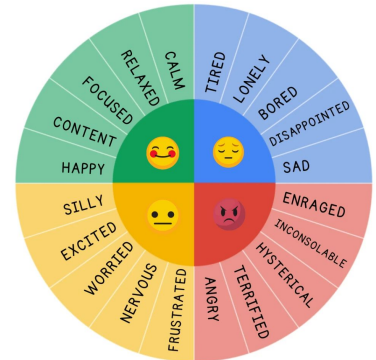 CALM
RELAXED
FOCUSED
CONTENT
HAPPY
TIRED
LONELY
BORED
DISAPPOINTED
SAD
SILLY
EXCITED
WORRIED
NERVOUS
FRUSTRATED
ENRAGED
INCONSOLABLE
HYSTERICAL
TERRIFIED
ANGRY